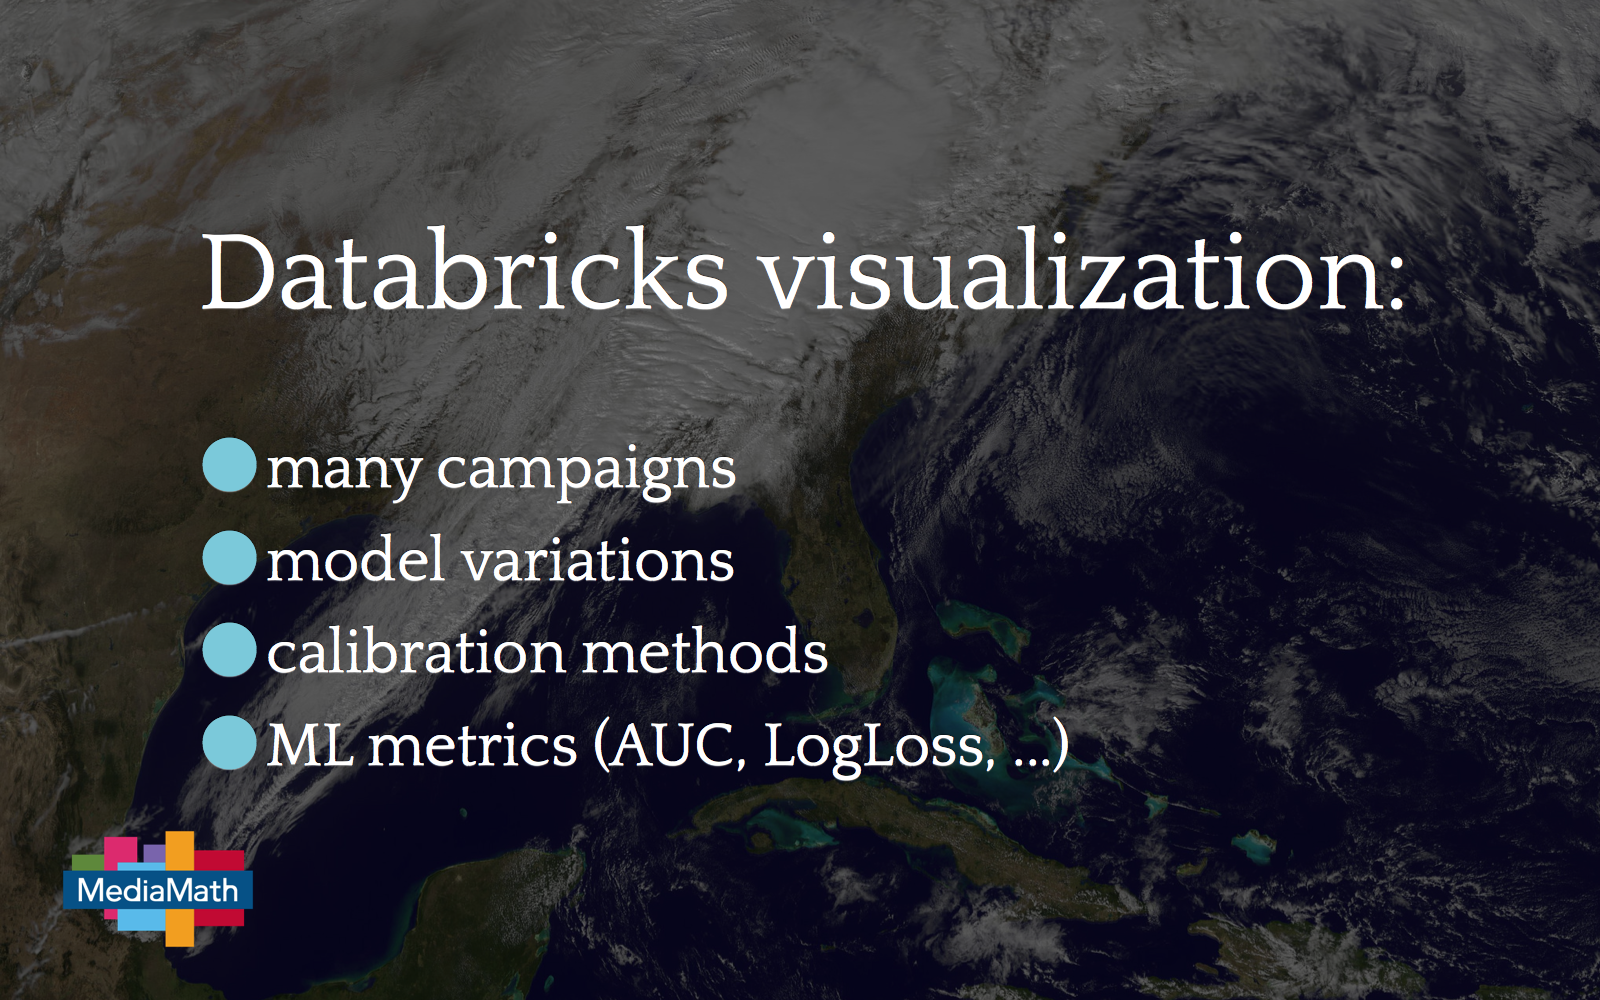 Databricks visualization:
many campaigns
model variations
calibration methods
ML metrics (AUC, LogLoss, ...)
MediaMath